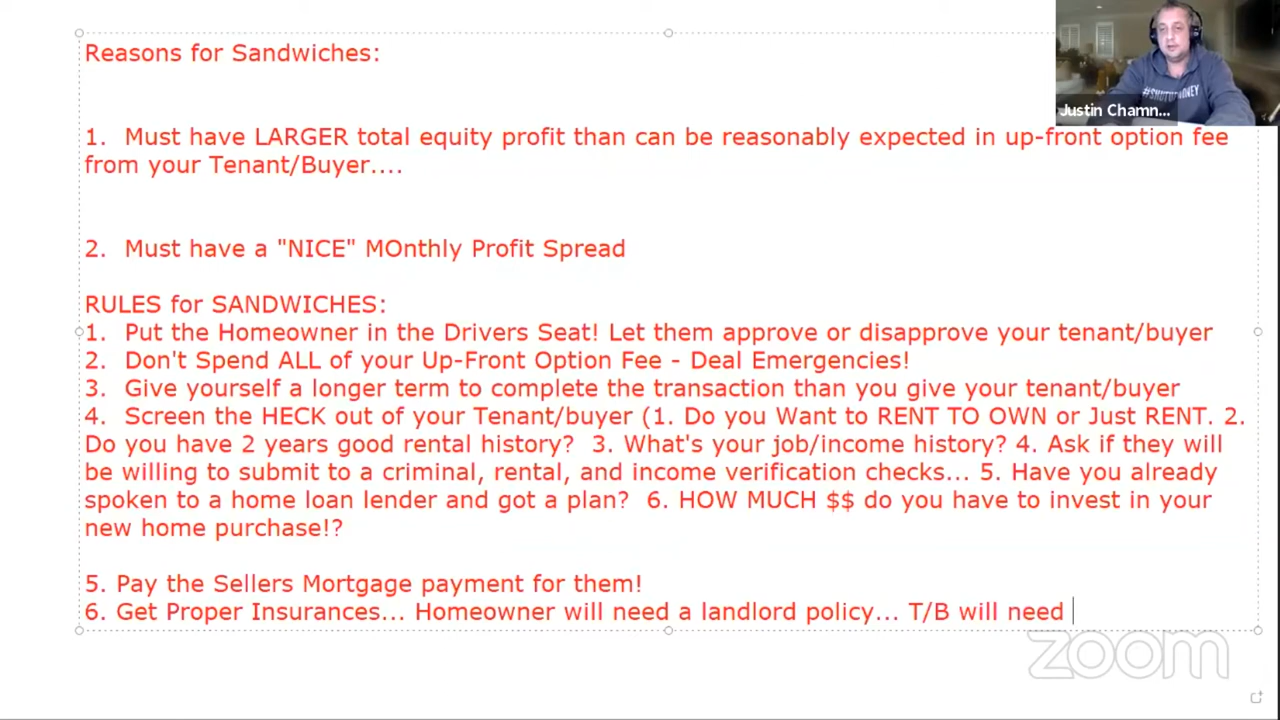 Reasons for Sandwiches:
#SHUTUPMONEY
Justin Chamn...
1. Must have LARGER total equity profit than can be reasonably expected in up-front option fee
from your Tenant/Buyer....
2. Must have a "NICE" MOnthly Profit Spread
RULES for SANDWICHES:
1. Put the Homeowner in the Drivers Seat! Let them approve or disapprove your tenant/buyer
2. Don't Spend ALL of your Up-Front Option Fee - Deal Emergencies!
3. Give yourself a longer term to complete the transaction than you give your tenant/buyer
4. Screen the HECK out of your Tenant/buyer (1. Do you Want to RENT TO OWN or Just RENT. 2.
Do you have 2 years good rental history? 3. What's your job/income history? 4. Ask if they will
be willing to submit to a criminal, rental, and income verification checks... 5. Have you already
spoken to a home loan lender and got a plan? 6. HOW MUCH $$ do you have to invest in your
new home purchase!?
5. Pay the Sellers Mortgage payment for them!
6. Get Proper Insurances... Homeowner will need a landlord policy... T/B will need
zoom